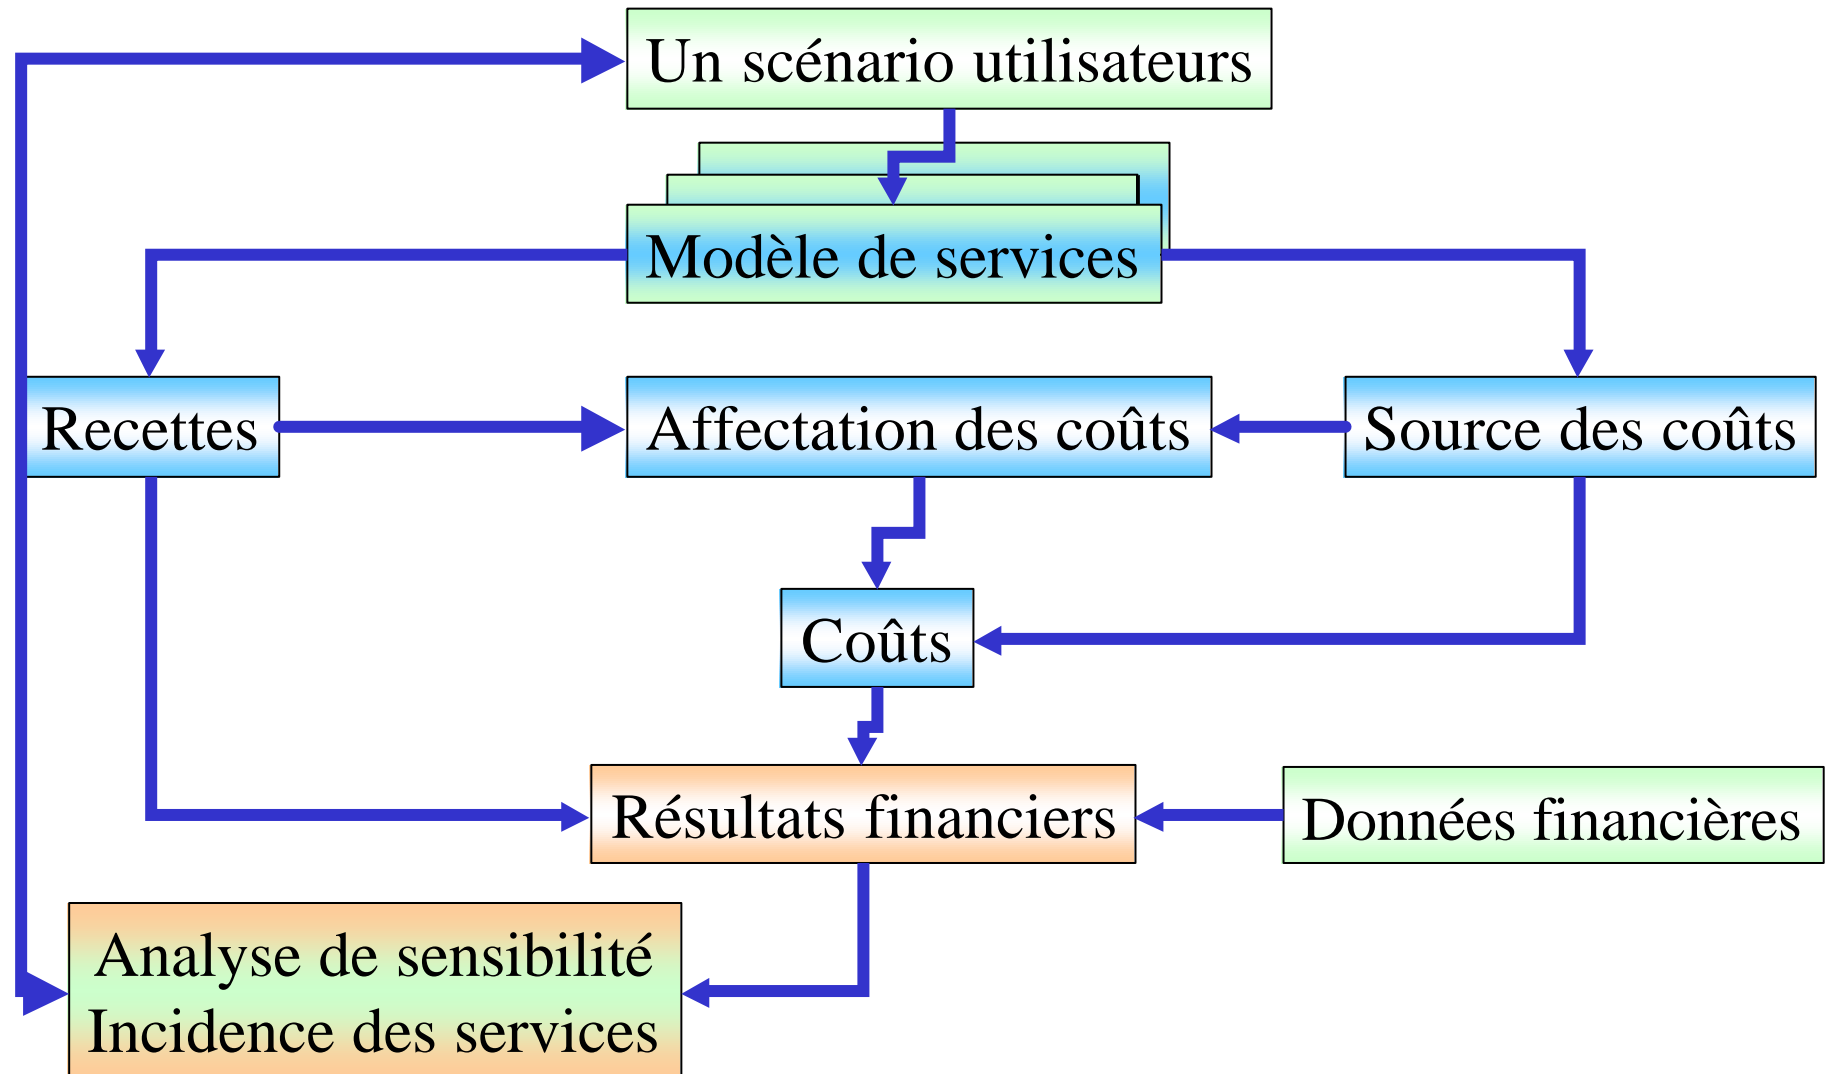 Un scénario utilisateurs
Modèle de services
Recettes
Affectation des coûts
Source des coûts
Coûts
Résultats financiers
Données financières
Analyse de sensibilité
Incidence des services